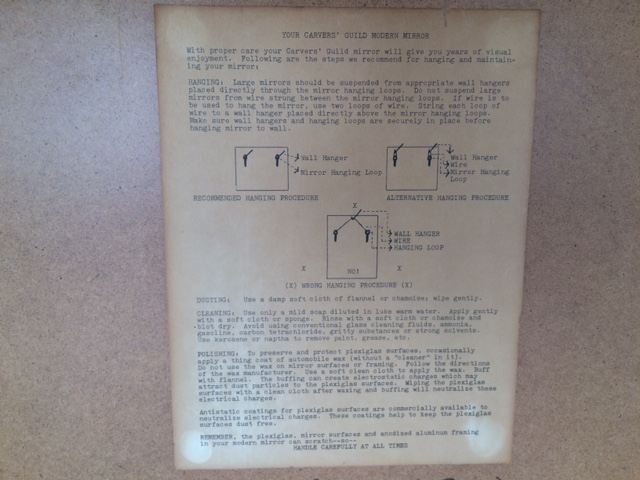 YOUR CARVERS' GUILD MODERN MIRROR
With proper care your Carvers' Guild mirror will give you years of visual
enjoyment. Following are the steps we recommend for hanging and maintain-
ing your mirror:
HANGING: Large mirrors should be suspended from appropriate wall hangers
placed directly through the mirror hanging loops. Do not suspend large
mirrors from wire strung between the mirror hanging loops. If wire is to
be used to hang the mirror, use two loops of wire. String each loop of
wire to a wall hanger placed directly above the mirror hanging loops.
Make sure wall hangers and hanging loops are securely in place before
hanging mirror to wall.
Wall Hanger
Mirror Hanging Loop
RECOMMENDED HANGING PROCEDURE
Wall Hanger
Wire
Mirror Hanging
Loop
ALTERNATIVE HANGING PROCEDURE
X
WALL HANGER
WIRE
HANGING LOOP
X
NO!
X
(X) WRONG HANGING PROCEDURE (X)
DUSTING: Use a damp soft cloth of flannel or chamoise; wipe gently.
CLEANING: Use only a mild soap diluted in luke warm water. Apply gently
with a soft cloth or sponge. Rinse with a soft cloth or chamoise and
blot dry. Avoid using conventional glass cleaning fluids, ammonia,
gasoline, carbon tetrachloride, gritty substances or strong solvents.
Use kerosene or naptha to remove paint, grease, etc.
POLISHING: To preserve and protect plexiglas surfaces, occasionally
apply a thing coat of automobile wax (without a "cleaner" in it).
Do not use the wax on mirror surfaces or framing. Follow the directions
of the wax manufacturer. Use a soft clean cloth to apply the wax. Buff
with flannel. The buffing can create electrostatic charges which may
attract dust particles to the plexiglas surfaces. Wiping the plexiglas
surfaces with a clean cloth after waxing and buffing will neutralize these
electrical charges.
Antistatic coatings for plexiglas surfaces are commercially available to
neutralize electrical charges. These coatings help to keep the plexiglas
surfaces dust free.
REMEMBER, the plexiglas, mirror surfaces and anodized aluminum framing
in your modern mirror can scratch--so--
HANDLE CAREFULLY AT ALL TIMES